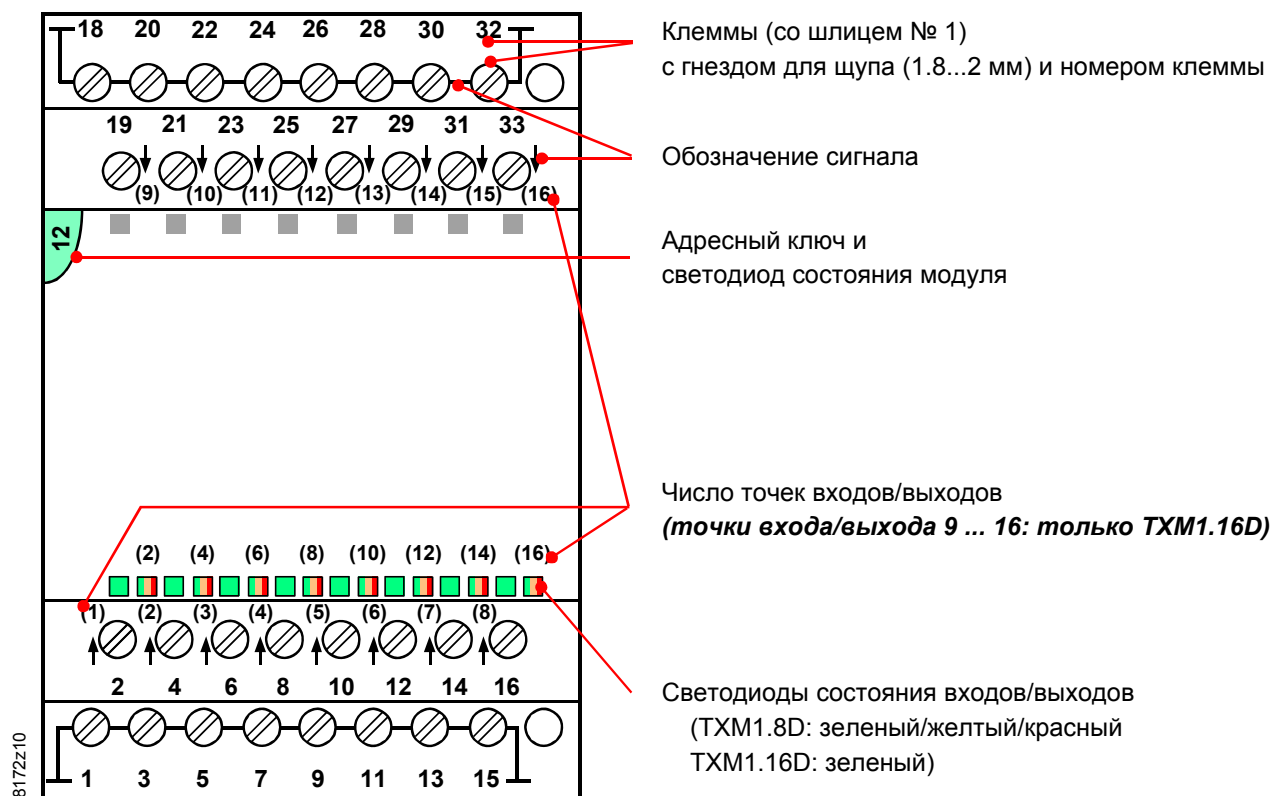 18 20 22 24 26 28 30 32
Клеммы (со шлицем № 1)
с гнездом для щупа (1.8...2 мм) и номером клеммы
19 21 23 25 27 29 31 33
Обозначение сигнала
(9) (10) (11) (12) (13) (14) (15) (16)
12
Адресный ключ и
светодиод состояния модуля
Число точек входов/выходов
(точки входа/выхода 9 ... 16: только TXM1.16D)
(2) (4) (6) (8) (10) (12) (14) (16)
(1) (2) (3) (4) (5) (6) (7) (8)
2 4 6 8 10 12 14 16
Светодиоды состояния входов/выходов
(TXM1.8D: зеленый/желтый/красный
TXM1.16D: зеленый)
1 3 5 7 9 11 13 15
8172z10